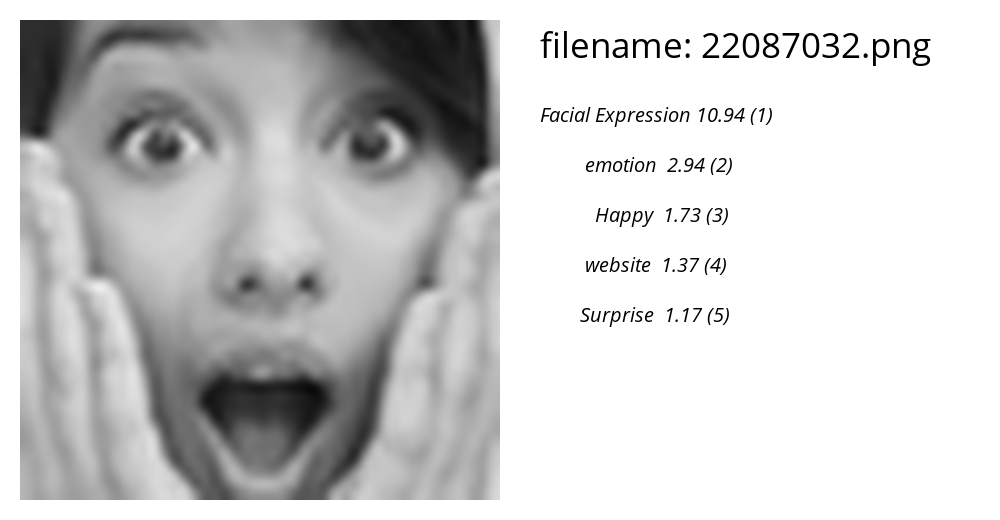 filename: 22087032.png
Facial Expression 10.94 (1)
emotion 2.94 (2)
Happy 1.73 (3)
website 1.37 (4)
Surprise 1.17 (5)